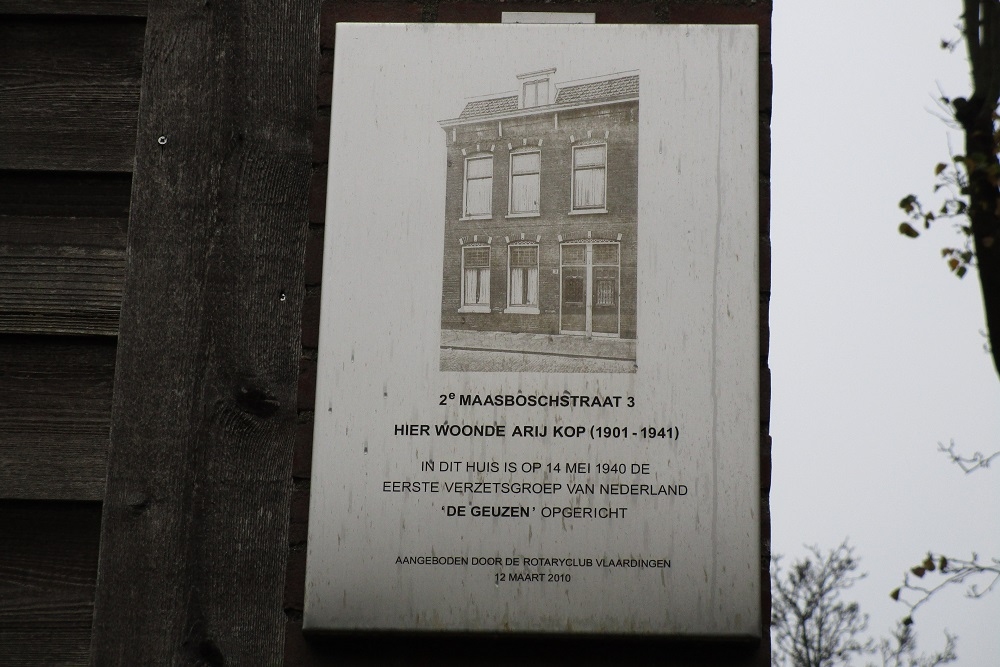 2e MAASBOSCHSTRAAT 3
HIER WOONDE ARIJ KOP (1901 - 1941)
IN DIT HUIS IS OP 14 MEI 1940 DE
EERSTE VERZETSGROEP VAN NEDERLAND
‘DE GEUZEN’ OPGERICHT
AANGEBODEN DOOR DE ROTARYCLUB VLAARDINGEN
12 MAART 2010